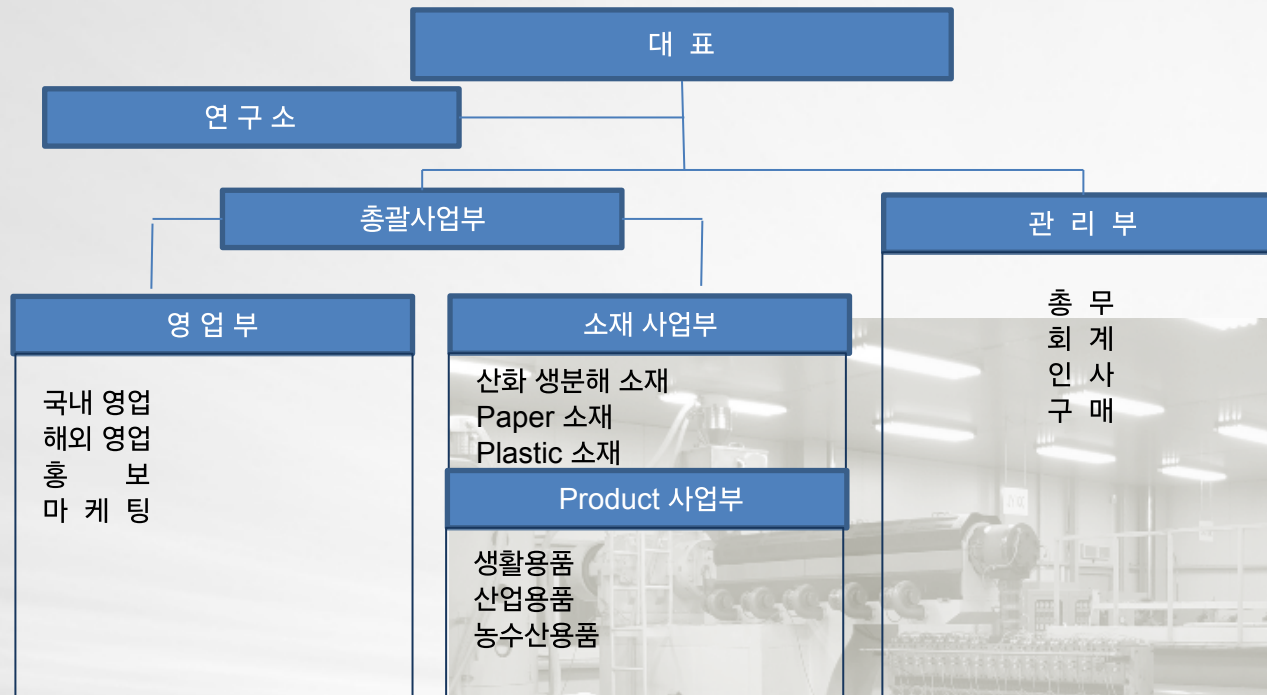 대 표
연 구 소
총괄사업부
관 리 부
영 업 부
국내 영업
해외 영업
홍 보
마 케 팅
소재 사업부
산화 생분해 소재
Paper 소재
Plastic 소재
Product 사업부
생활용품
산업용품
농수산용품
총 무
회 계
인 사
구 매